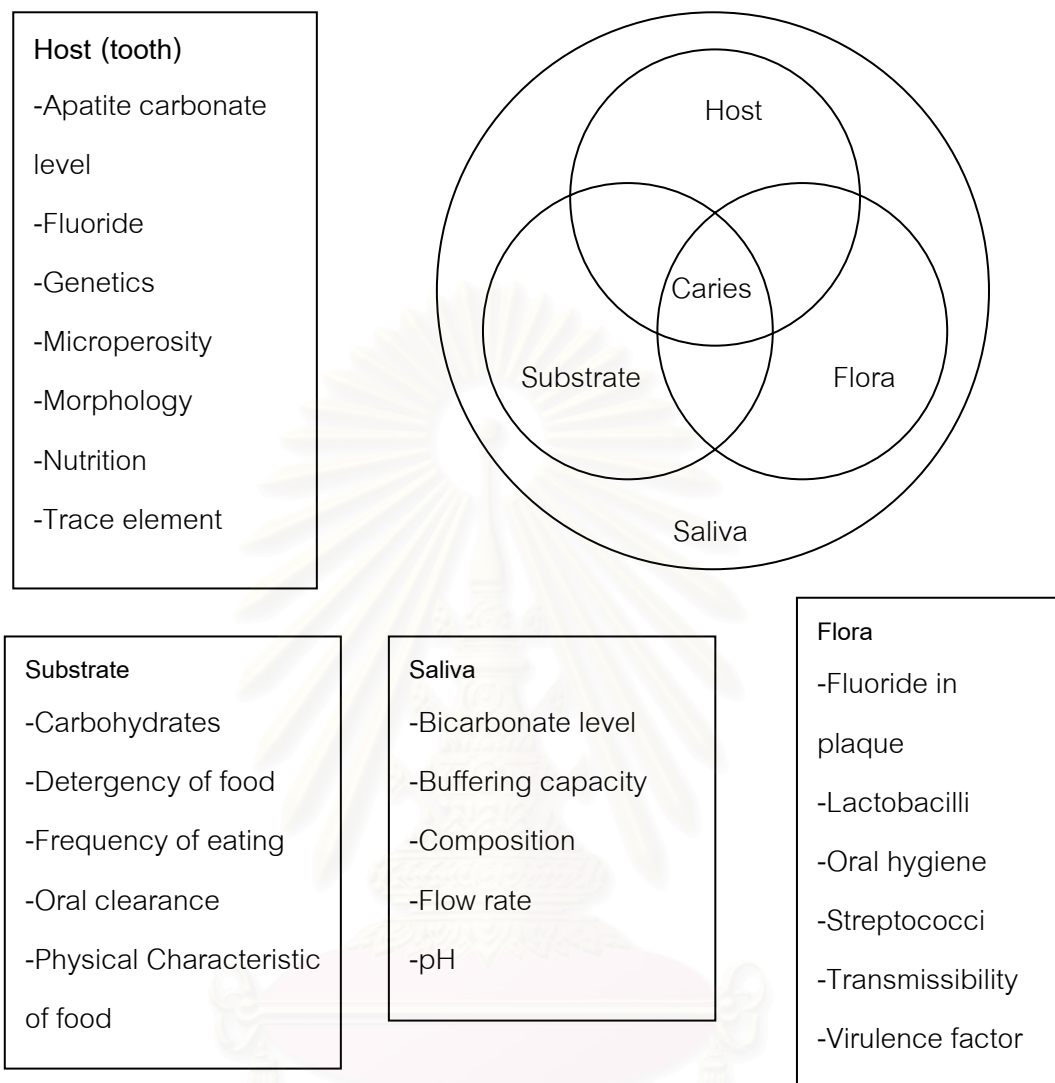 Host (tooth)
-Apatite carbonate
level
-Fluoride
-Genetics
-Microperosity
-Morphology
-Nutrition
-Trace element
Host
Caries
Substrate
Flora
Saliva
Substrate
-Carbohydrates
-Detergency of food
-Frequency of eating
-Oral clearance
-Physical Characteristic
of food
Saliva
-Bicarbonate level
-Buffering capacity
-Composition
-Flow rate
-pH
Flora
-Fluoride in
plaque
-Lactobacilli
-Oral hygiene
-Streptococci
-Transmissibility
-Virulence factor